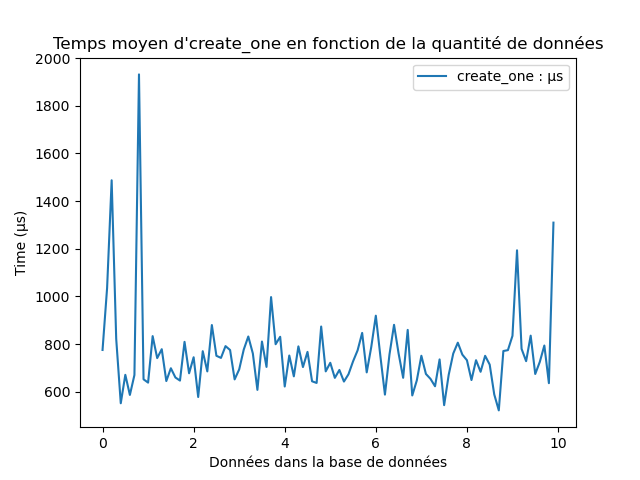 Temps moyen d'create_one en fonction de la quantité de données
create_one : µs
2000
1800
1600
1400
1200
1000
800
600
Time (µs)
0 2 4 6 8 10
Données dans la base de données